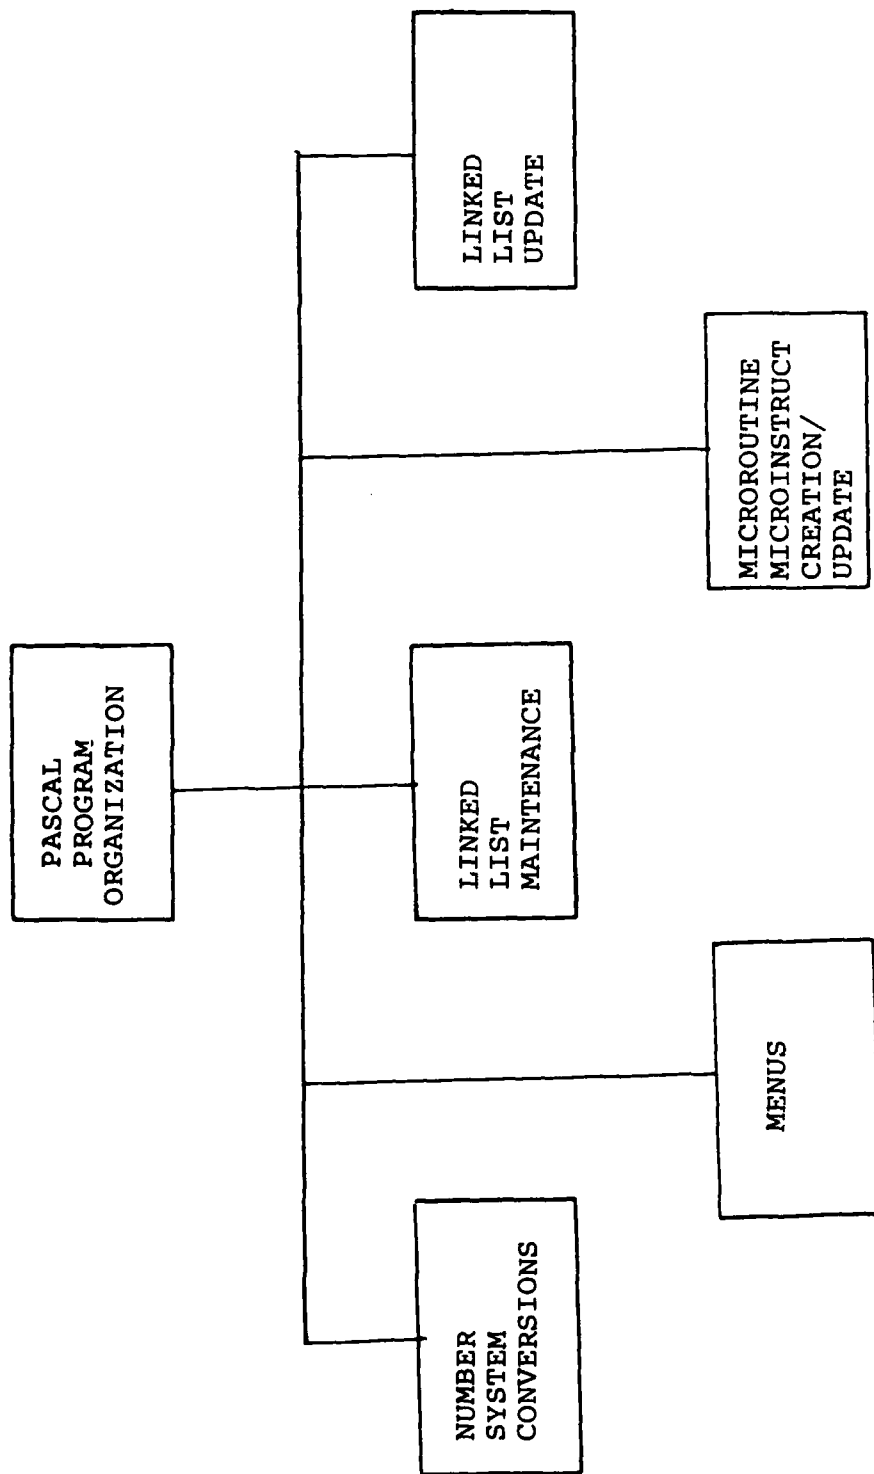 PASCAL
PROGRAM
ORGANIZATION
NUMBER
SYSTEM
CONVERSIONS
MENUS
LINKED
LIST
MAINTENANCE
MICROROUTINE
MICROINSTRUCT
CREATION/
UPDATE
LINKED
LIST
UPDATE